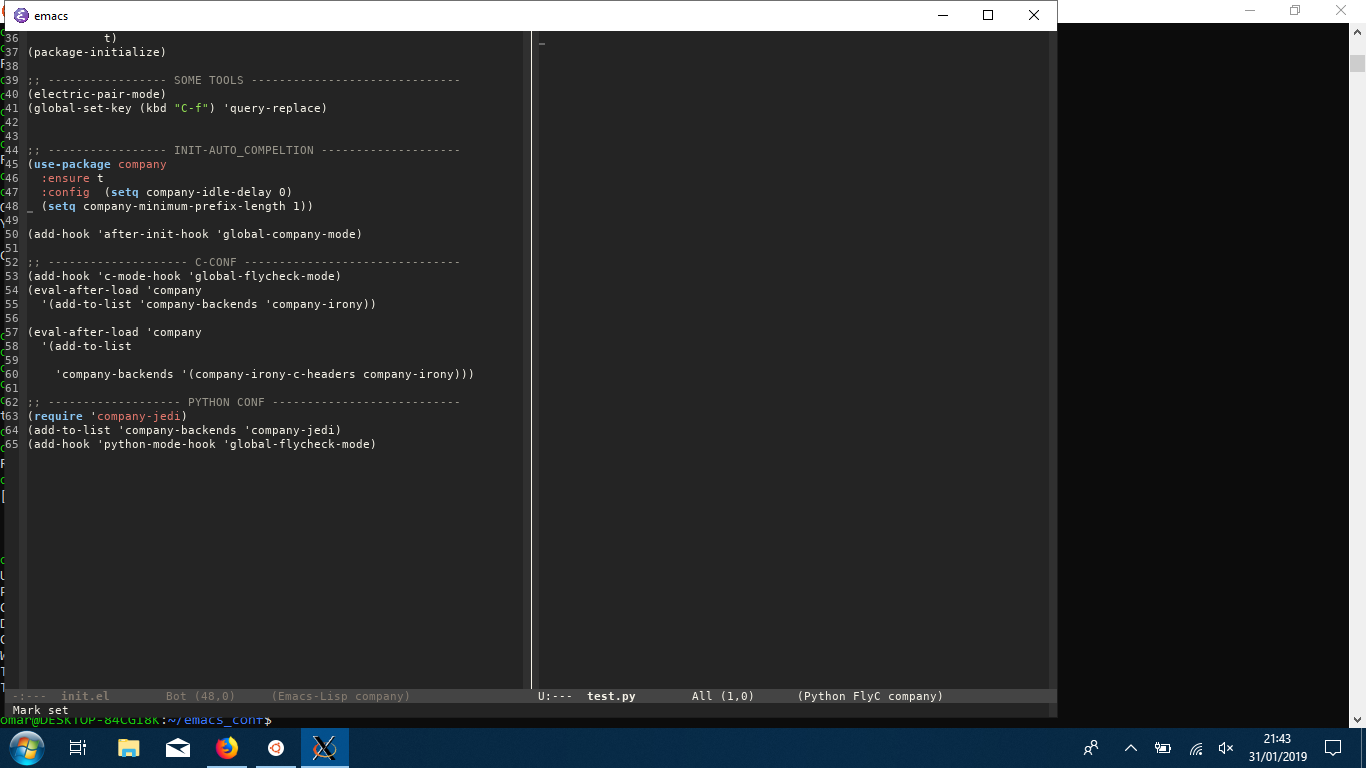 emacs
36            t)
37 (package-initialize)
38
39 ;; ----------------- SOME TOOLS ------------------------------
40 (electric-pair-mode)
41 (global-set-key (kbd "C-f") 'query-replace)
42
43
44 ;; ----------------- INIT-AUTO_COMPELTION --------------------
45 (use-package company
46   :ensure t
47   :config  (setq company-idle-delay 0)
48   (setq company-minimum-prefix-length 1))
49
50 (add-hook 'after-init-hook 'global-company-mode)
51
52 ;; -------------------- C-CONF -------------------------------
53 (add-hook 'c-mode-hook 'global-flycheck-mode)
54 (eval-after-load 'company
55   '(add-to-list 'company-backends 'company-irony))
56
57 (eval-after-load 'company
58   '(add-to-list
59
60     'company-backends '(company-irony-c-headers company-irony)))
61
62 ;; ------------------- PYTHON CONF ---------------------------
63 (require 'company-jedi)
64 (add-to-list 'company-backends 'company-jedi)
65 (add-hook 'python-mode-hook 'global-flycheck-mode)
-:---  init.el        Bot (48,0)     (Emacs-Lisp company)
U:---  test.py        All (1,0)      (Python FlyC company)
Mark set
omar@DESKTOP-84CGI8K:~/emacs_conf$
21:43
31/01/2019